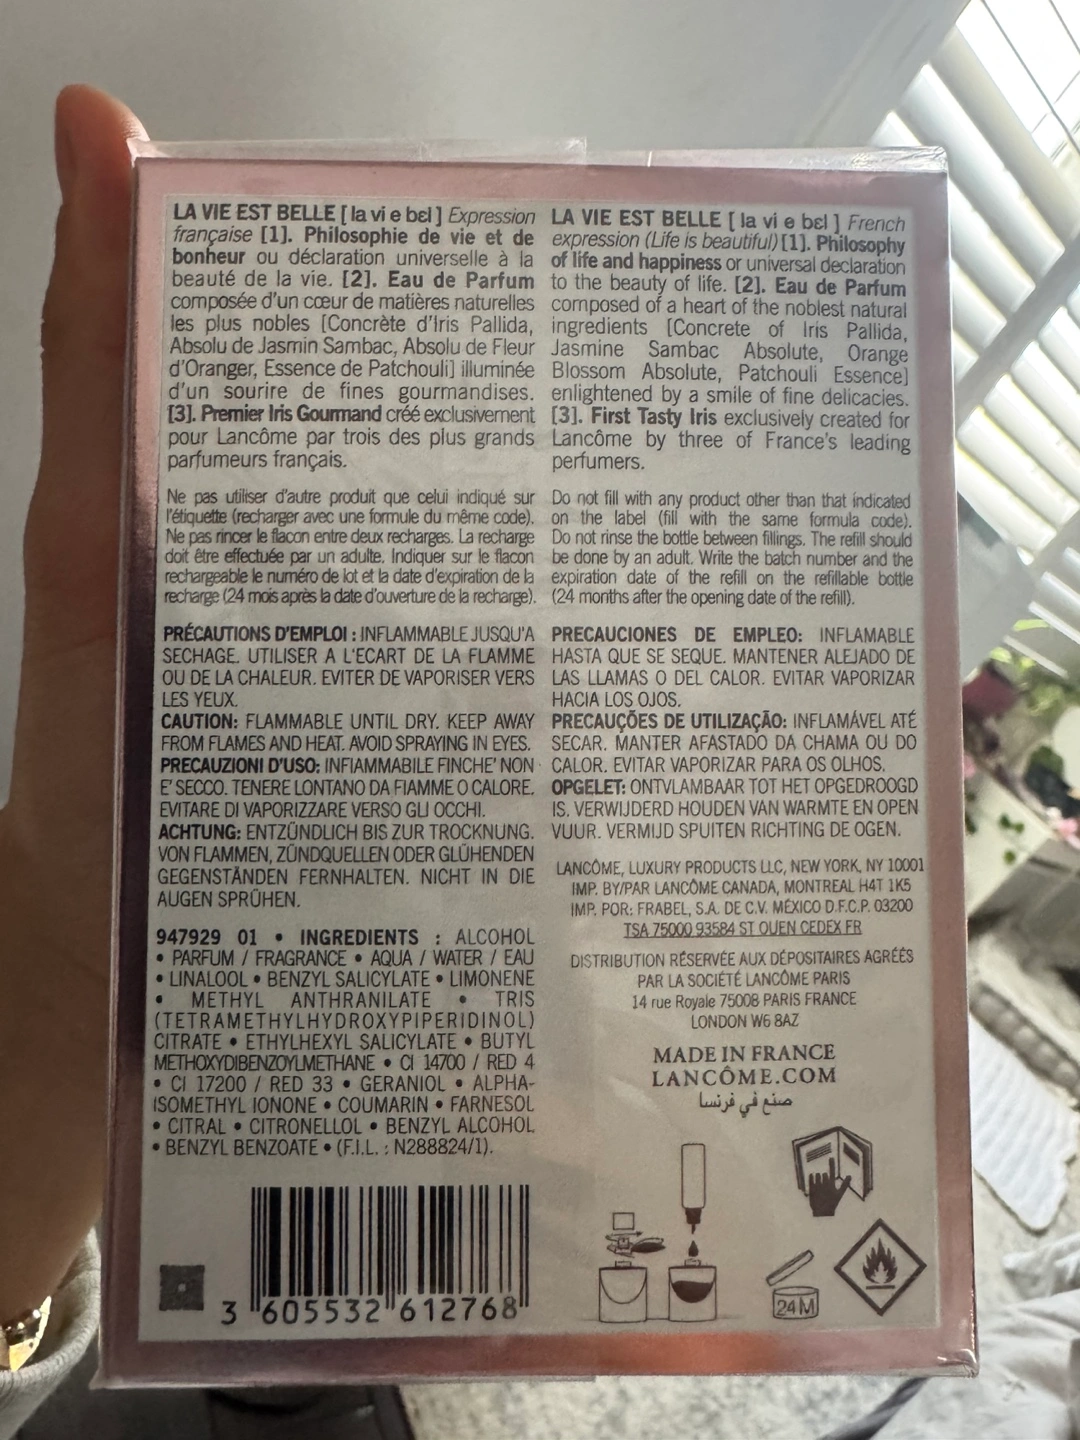 LA VIE EST BELLE [ la vi e bɛl ] Expression
française [1]. Philosophie de vie et de
bonheur ou déclaration universelle à la
beauté de la vie. [2]. Eau de Parfum
composée d'un cœur de matières naturelles
les plus nobles [Concrète d'Iris Pallida,
Absolu de Jasmin Sambac, Absolu de Fleur
d'Oranger, Essence de Patchouli] illuminée
d'un sourire de fines gourmandises.
[3]. Premier Iris Gourmand créé exclusivement
pour Lancôme par trois des plus grands
parfumeurs français.
Ne pas utiliser d'autre produit que celui indiqué sur
l'étiquette (recharger avec une formule du même code).
Ne pas rincer le flacon entre deux recharges. La recharge
doit être effectuée par un adulte. Indiquer sur le flacon
rechargeable le numéro de lot et la date d'expiration de la
recharge (24 mois après la date d'ouverture de la recharge).
PRÉCAUTIONS D'EMPLOI : INFLAMMABLE JUSQU'A
SECHAGE. UTILISER A L'ECART DE LA FLAMME
OU DE LA CHALEUR. EVITER DE VAPORISER VERS
LES YEUX.
CAUTION: FLAMMABLE UNTIL DRY. KEEP AWAY
FROM FLAMES AND HEAT. AVOID SPRAYING IN EYES.
PRECAUZIONI D'USO: INFIAMMABILE FINCHE' NON
E' SECCO. TENERE LONTANO DA FIAMME O CALORE.
EVITARE DI VAPORIZZARE VERSO GLI OCCHI.
ACHTUNG: ENTZÜNDLICH BIS ZUR TROCKNUNG.
VON FLAMMEN, ZÜNDQUELLEN ODER GLÜHENDEN
GEGENSTÄNDEN FERNHALTEN. NICHT IN DIE
AUGEN SPRÜHEN.
947929 01 • INGREDIENTS : ALCOHOL
• PARFUM / FRAGRANCE • AQUA / WATER / EAU
• LINALOOL • BENZYL SALICYLATE • LIMONENE
• METHYL ANTHRANILATE • TRIS
(TETRAMETHYLHYDROXYPIPERIDINOL)
CITRATE • ETHYLHEXYL SALICYLATE • BUTYL
METHOXYDIBENZOYLMETHANE • CI 14700 / RED 4
• CI 17200 / RED 33 • GERANIOL • ALPHA-
ISOMETHYL IONONE • COUMARIN • FARNESOL
• CITRAL • CITRONELLOL • BENZYL ALCOHOL
• BENZYL BENZOATE • (F.I.L. : N288824/1).
3 605532 612768
LA VIE EST BELLE [ la vi e bɛl ] French
expression (Life is beautiful) [1]. Philosophy
of life and happiness or universal declaration
to the beauty of life. [2]. Eau de Parfum
composed of a heart of the noblest natural
ingredients [Concrete of Iris Pallida,
Jasmine Sambac Absolute, Orange
Blossom Absolute, Patchouli Essence]
enlightened by a smile of fine delicacies.
[3]. First Tasty Iris exclusively created for
Lancôme by three of France's leading
perfumers.
Do not fill with any product other than that indicated
on the label (fill with the same formula code).
Do not rinse the bottle between fillings. The refill should
be done by an adult. Write the batch number and the
expiration date of the refill on the refillable bottle
(24 months after the opening date of the refill).
PRECAUCIONES DE EMPLEO: INFLAMABLE
HASTA QUE SE SEQUE. MANTENER ALEJADO DE
LAS LLAMAS O DEL CALOR. EVITAR VAPORIZAR
HACIA LOS OJOS.
PRECAUÇÕES DE UTILIZAÇÃO: INFLAMÁVEL ATÉ
SECAR. MANTER AFASTADO DA CHAMA OU DO
CALOR. EVITAR VAPORIZAR PARA OS OLHOS.
OPGELET: ONTVLAMBAAR TOT HET OPGEDROOGD
IS. VERWIJDERD HOUDEN VAN WARMTE EN OPEN
VUUR. VERMIJD SPUITEN RICHTING DE OGEN.
LANCÔME, LUXURY PRODUCTS LLC, NEW YORK, NY 10001
IMP. BY/PAR LANCÔME CANADA, MONTREAL H4T 1K5
IMP. POR: FRABEL, S.A. DE C.V. MÉXICO D.F.C.P. 03200
TSA 75000 93584 ST OUEN CEDEX FR
DISTRIBUTION RÉSERVÉE AUX DÉPOSITAIRES AGRÉÉS
PAR LA SOCIÉTÉ LANCÔME PARIS
14 rue Royale 75008 PARIS FRANCE
LONDON W6 8AZ
MADE IN FRANCE
LANCÔME.COM
صنع في فرنسا
24M